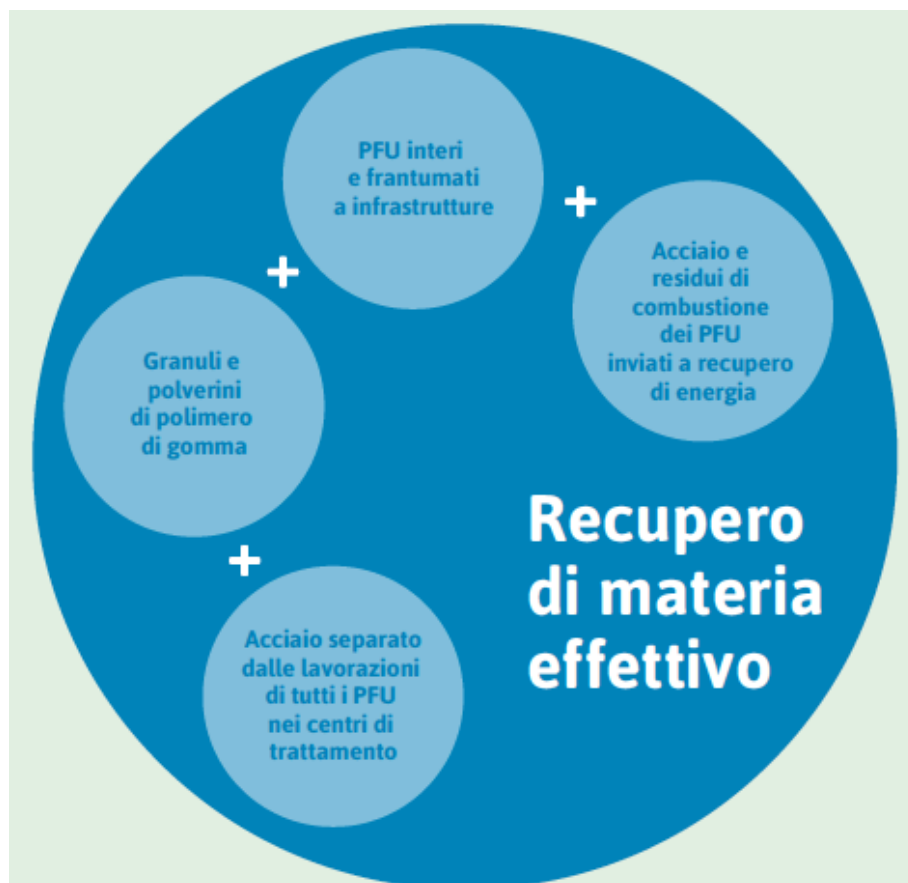 PFU interi
e frantumati
a infrastrutture
+
Acciaio e
residui di
combustione
dei PFU
inviati a recupero
di energia
+
Granuli e
polverini
di polimero
di gomma
+
Acciaio separato
dalle lavorazioni
di tutti i PFU
nei centri di
trattamento
Recupero
di materia
effettivo